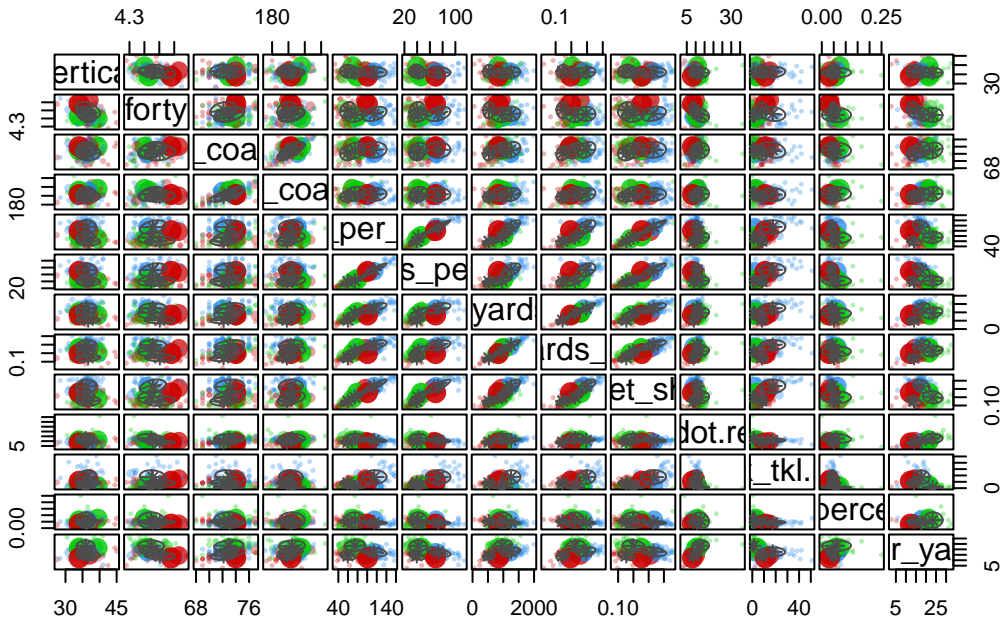 4.3 180 20 100 0.1 5 30 0.00 0.25
ertica
30
forty
4.3
_coa
68
_coa
180
_per_
40
s_pe
20
yard
0
ards_
0.1
et_sh
0.10
dot.re
5
_tkl.
0
perce
0.00
r_ya
5
30 45 68 76 40 140 0 2000 0.10 0 40 5 25